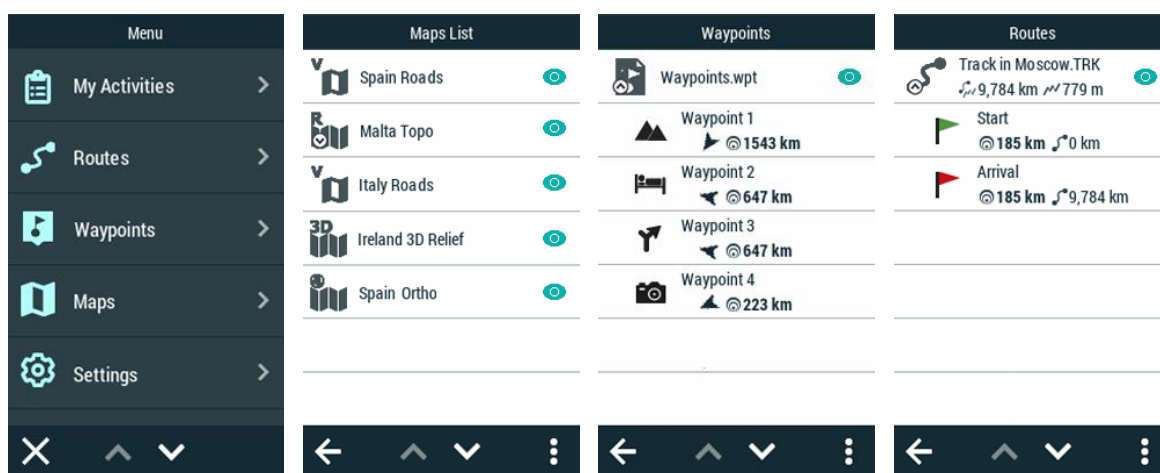 Menu
My Activities
Routes
Waypoints
Maps
Settings
Maps List
V
Spain Roads
R
Malta Topo
V
Italy Roads
3D
Ireland 3D Relief
Spain Ortho
Waypoints
Waypoints.wpt
Waypoint 1
1543 km
Waypoint 2
647 km
Waypoint 3
647 km
Waypoint 4
223 km
Routes
Track in Moscow.TRK
9,784 km 779 m
Start
185 km 0 km
Arrival
185 km 9,784 km